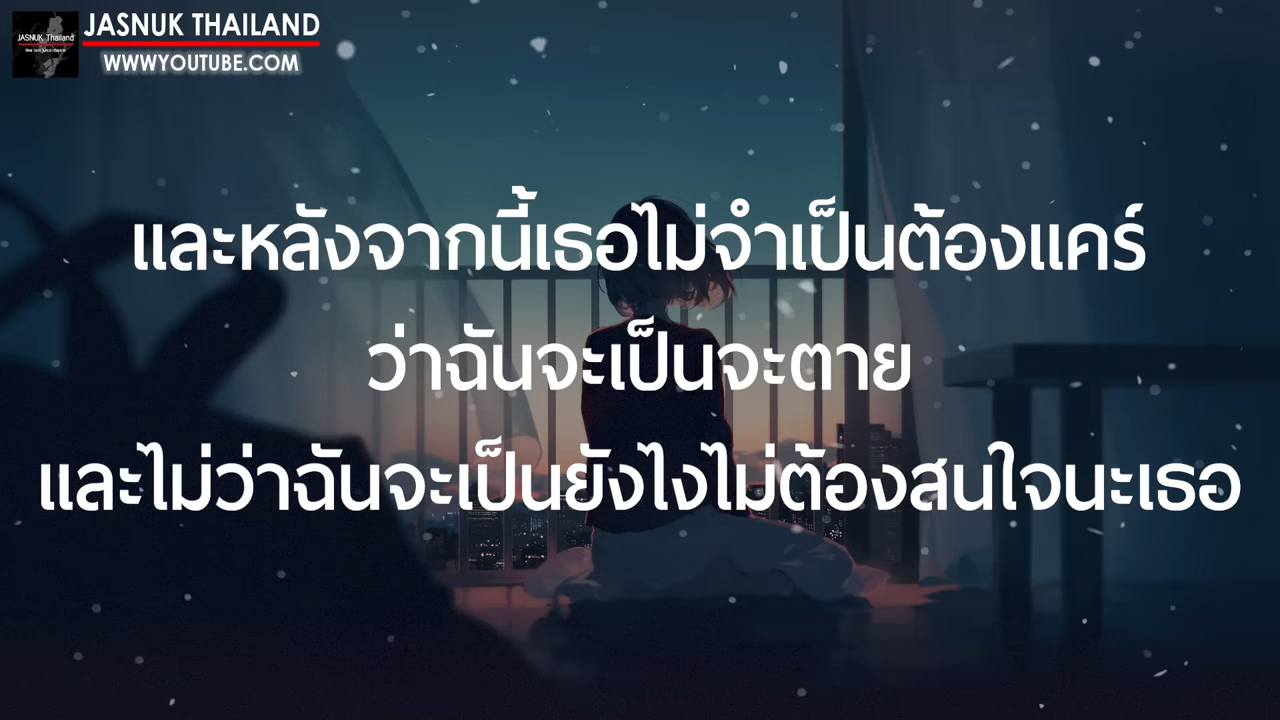 JASNUK Thailand
JASNUK THAILAND
WWWYOUTUBE.COM
และหลังจากนี้เธอไม่จำเป็นต้องแคร์
ว่าฉันจะเป็นจะตาย
และไม่ว่าฉันจะเป็นยังไงไม่ต้องสนใจนะเธอ